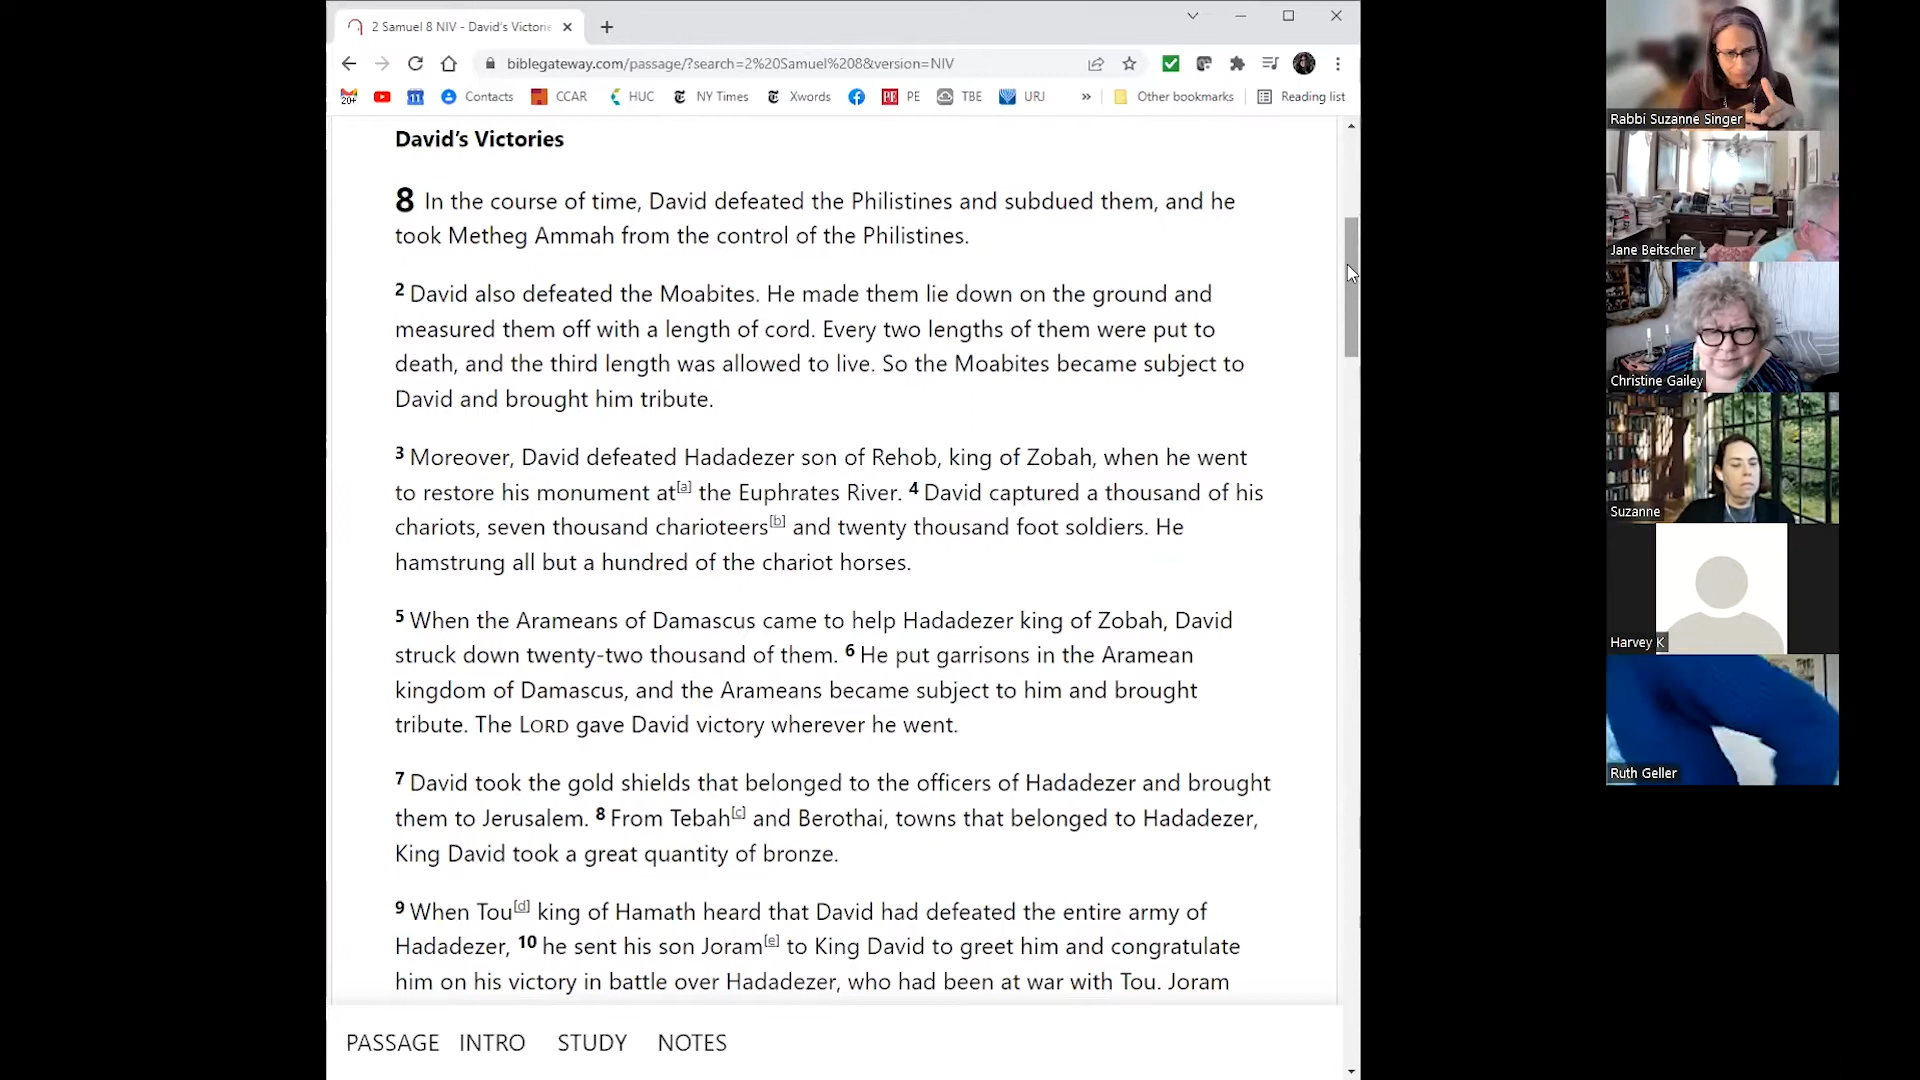 2 Samuel 8 NIV - David's Victorie
biblegateway.com/passage/?search=2%20Samuel%208&version=NIV
20+ 11 Contacts CCAR HUC NY Times Xwords PE PE TBE URJ » Other bookmarks Reading list
David's Victories
8 In the course of time, David defeated the Philistines and subdued them, and he
took Metheg Ammah from the control of the Philistines.
2 David also defeated the Moabites. He made them lie down on the ground and
measured them off with a length of cord. Every two lengths of them were put to
death, and the third length was allowed to live. So the Moabites became subject to
David and brought him tribute.
3 Moreover, David defeated Hadadezer son of Rehob, king of Zobah, when he went
to restore his monument at[a] the Euphrates River. 4 David captured a thousand of his
chariots, seven thousand charioteers[b] and twenty thousand foot soldiers. He
hamstrung all but a hundred of the chariot horses.
5 When the Arameans of Damascus came to help Hadadezer king of Zobah, David
struck down twenty-two thousand of them. 6 He put garrisons in the Aramean
kingdom of Damascus, and the Arameans became subject to him and brought
tribute. The LORD gave David victory wherever he went.
7 David took the gold shields that belonged to the officers of Hadadezer and brought
them to Jerusalem. 8 From Tebah[c] and Berothai, towns that belonged to Hadadezer,
King David took a great quantity of bronze.
9 When Tou[d] king of Hamath heard that David had defeated the entire army of
Hadadezer, 10 he sent his son Joram[e] to King David to greet him and congratulate
him on his victory in battle over Hadadezer, who had been at war with Tou. Joram
PASSAGE INTRO STUDY NOTES
Rabbi Suzanne Singer
Jane Beitscher
Christine Gailey
Suzanne
Harvey K
Ruth Geller